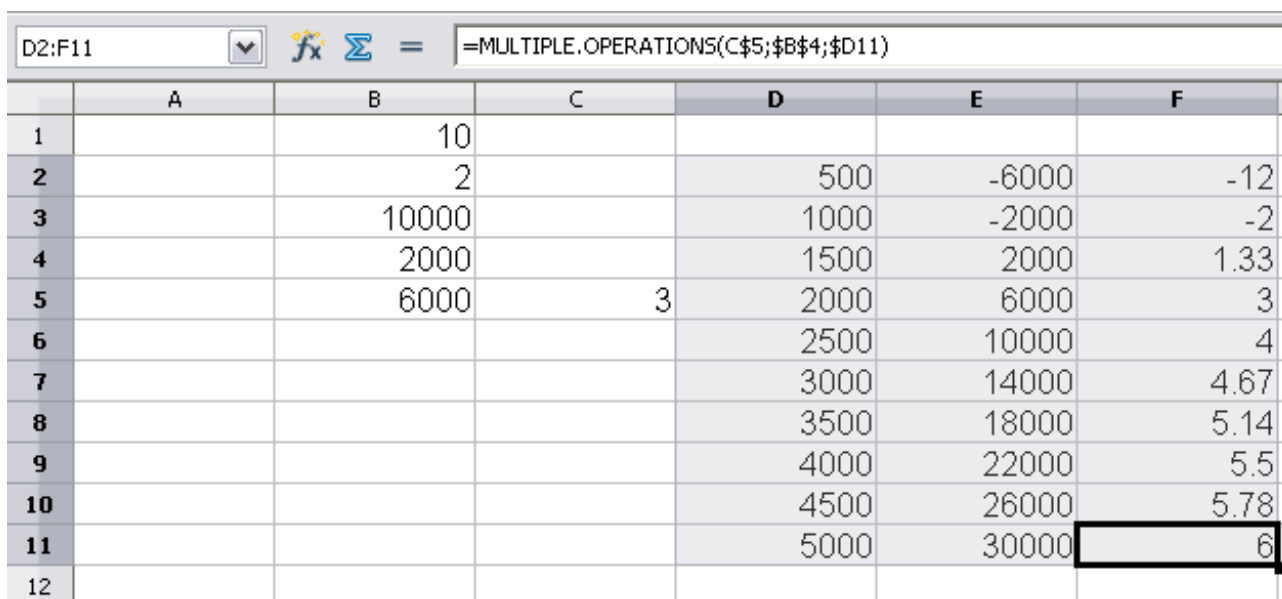 D2:F11 =MULTIPLE.OPERATIONS(C$5;$B$4;$D11)
A B C D E F
1 10
2 2 500 -6000 -12
3 10000 1000 -2000 -2
4 2000 1500 2000 1.33
5 6000 3 2000 6000 3
6 2500 10000 4
7 3000 14000 4.67
8 3500 18000 5.14
9 4000 22000 5.5
10 4500 26000 5.78
11 5000 30000 6
12